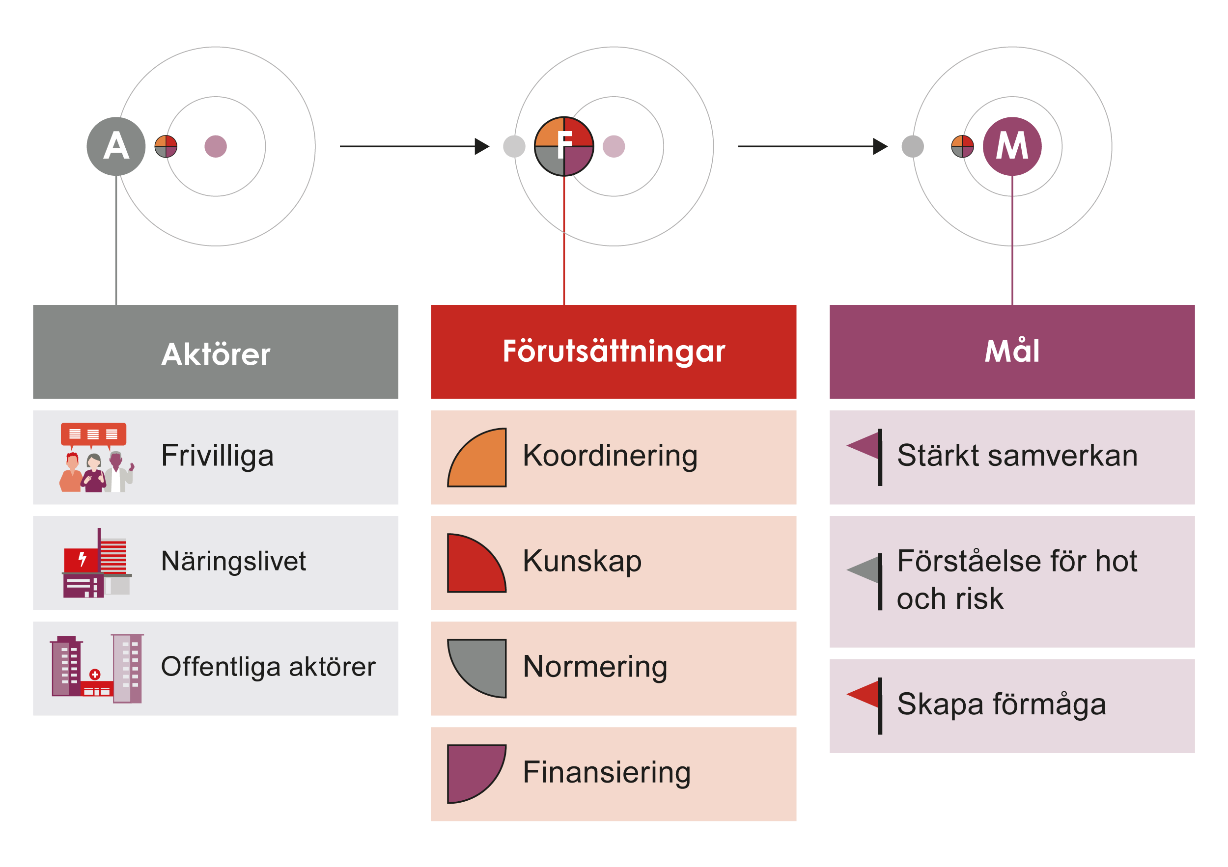 A
F
M
Aktörer
Frivilliga
Näringslivet
Offentliga aktörer
Förutsättningar
Koordinering
Kunskap
Normering
Finansiering
Mål
Stärkt samverkan
Förståelse för hot
och risk
Skapa förmåga